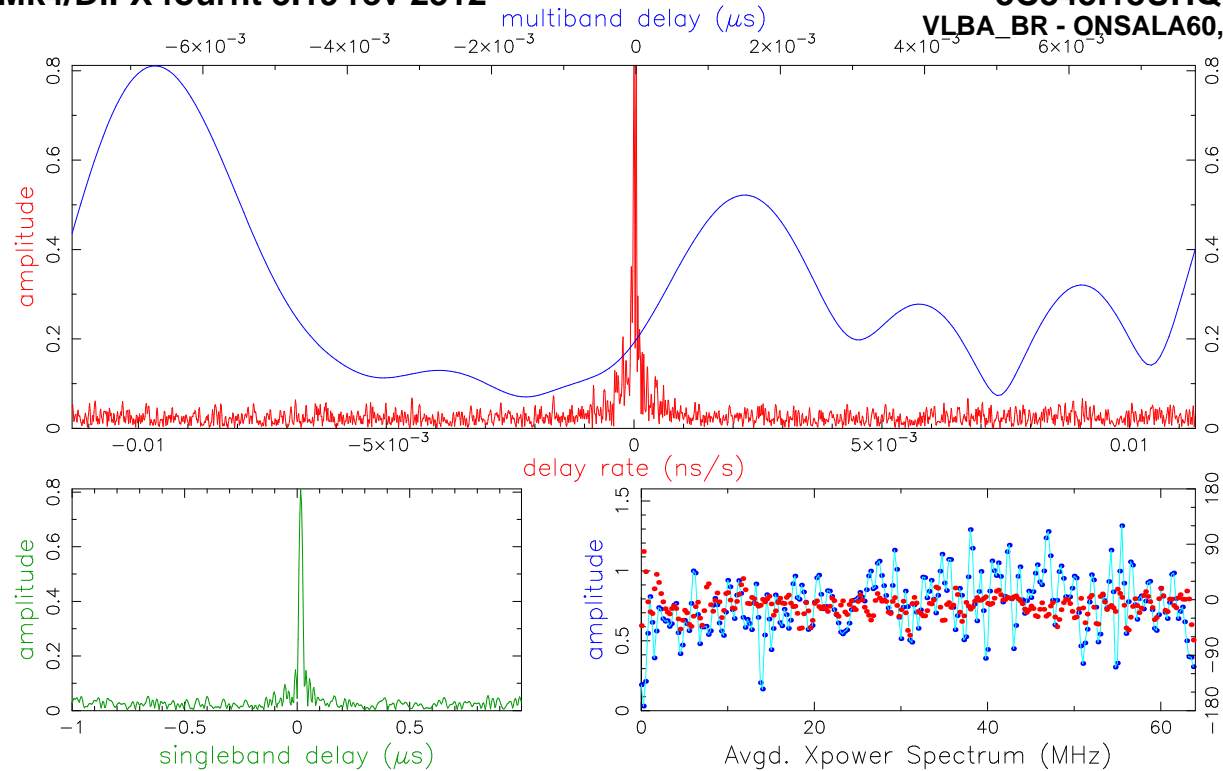 multiband delay (μs)
VLBA_BR - ONSALA60,
−6×10⁻³ −4×10⁻³ −2×10⁻³ 0 2×10⁻³ 4×10⁻³ 6×10⁻³
0.8 0.8
0.6 0.6
0.4 0.4
0.2 0.2
0 0
amplitude
−0.01 −5×10⁻³ 0 5×10⁻³ 0.01
delay rate (ns/s)
0.8
0.6
0.4
0.2
0
amplitude
−1 −0.5 0 0.5
singleband delay (μs)
1.5
1
0.5
0
amplitude
180
90
0
−90
−180
0 20 40 60
Avgd. Xpower Spectrum (MHz)